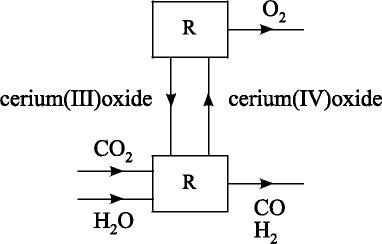 O₂
R
cerium(III)oxide
cerium(IV)oxide
CO₂
R
H₂O
CO
H₂